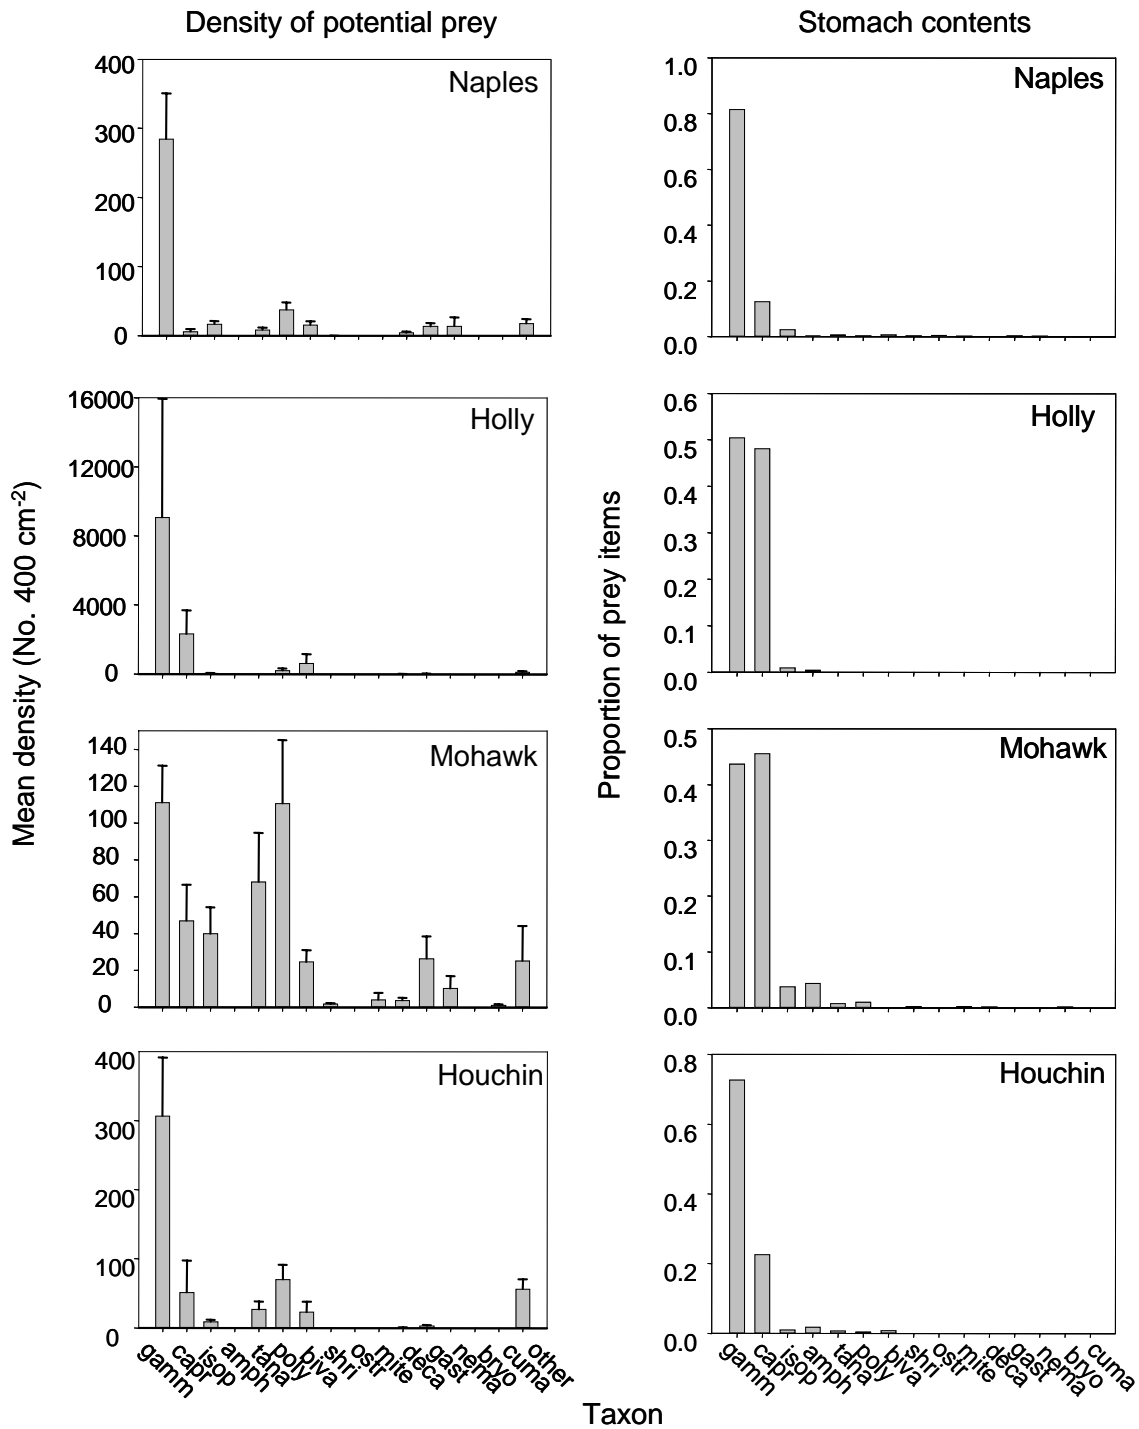 Density of potential prey
Stomach contents
Mean density (No. 400 cm-2)
Proportion of prey items
Naples
400
300
200
100
0
Naples
1.0
0.8
0.6
0.4
0.2
0.0
Holly
16000
12000
8000
4000
0
Holly
0.6
0.5
0.4
0.3
0.2
0.1
0.0
Mohawk
140
120
100
80
60
40
20
0
Mohawk
0.5
0.4
0.3
0.2
0.1
0.0
Houchin
400
300
200
100
0
Houchin
0.8
0.6
0.4
0.2
0.0
gamm
capr
isop
amph
tana
poly
biva
shri
ostr
mite
deca
gast
nema
bryo
cuma
other
gamm
capr
isop
amph
tana
poly
biva
shri
ostr
mite
deca
gast
nema
bryo
cuma
Taxon